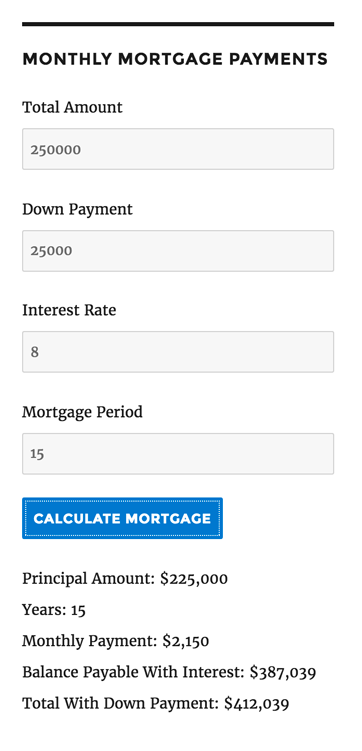 MONTHLY MORTGAGE PAYMENTS
Total Amount
250000
Down Payment
25000
Interest Rate
8
Mortgage Period
15
CALCULATE MORTGAGE
Principal Amount: $225,000
Years: 15
Monthly Payment: $2,150
Balance Payable With Interest: $387,039
Total With Down Payment: $412,039